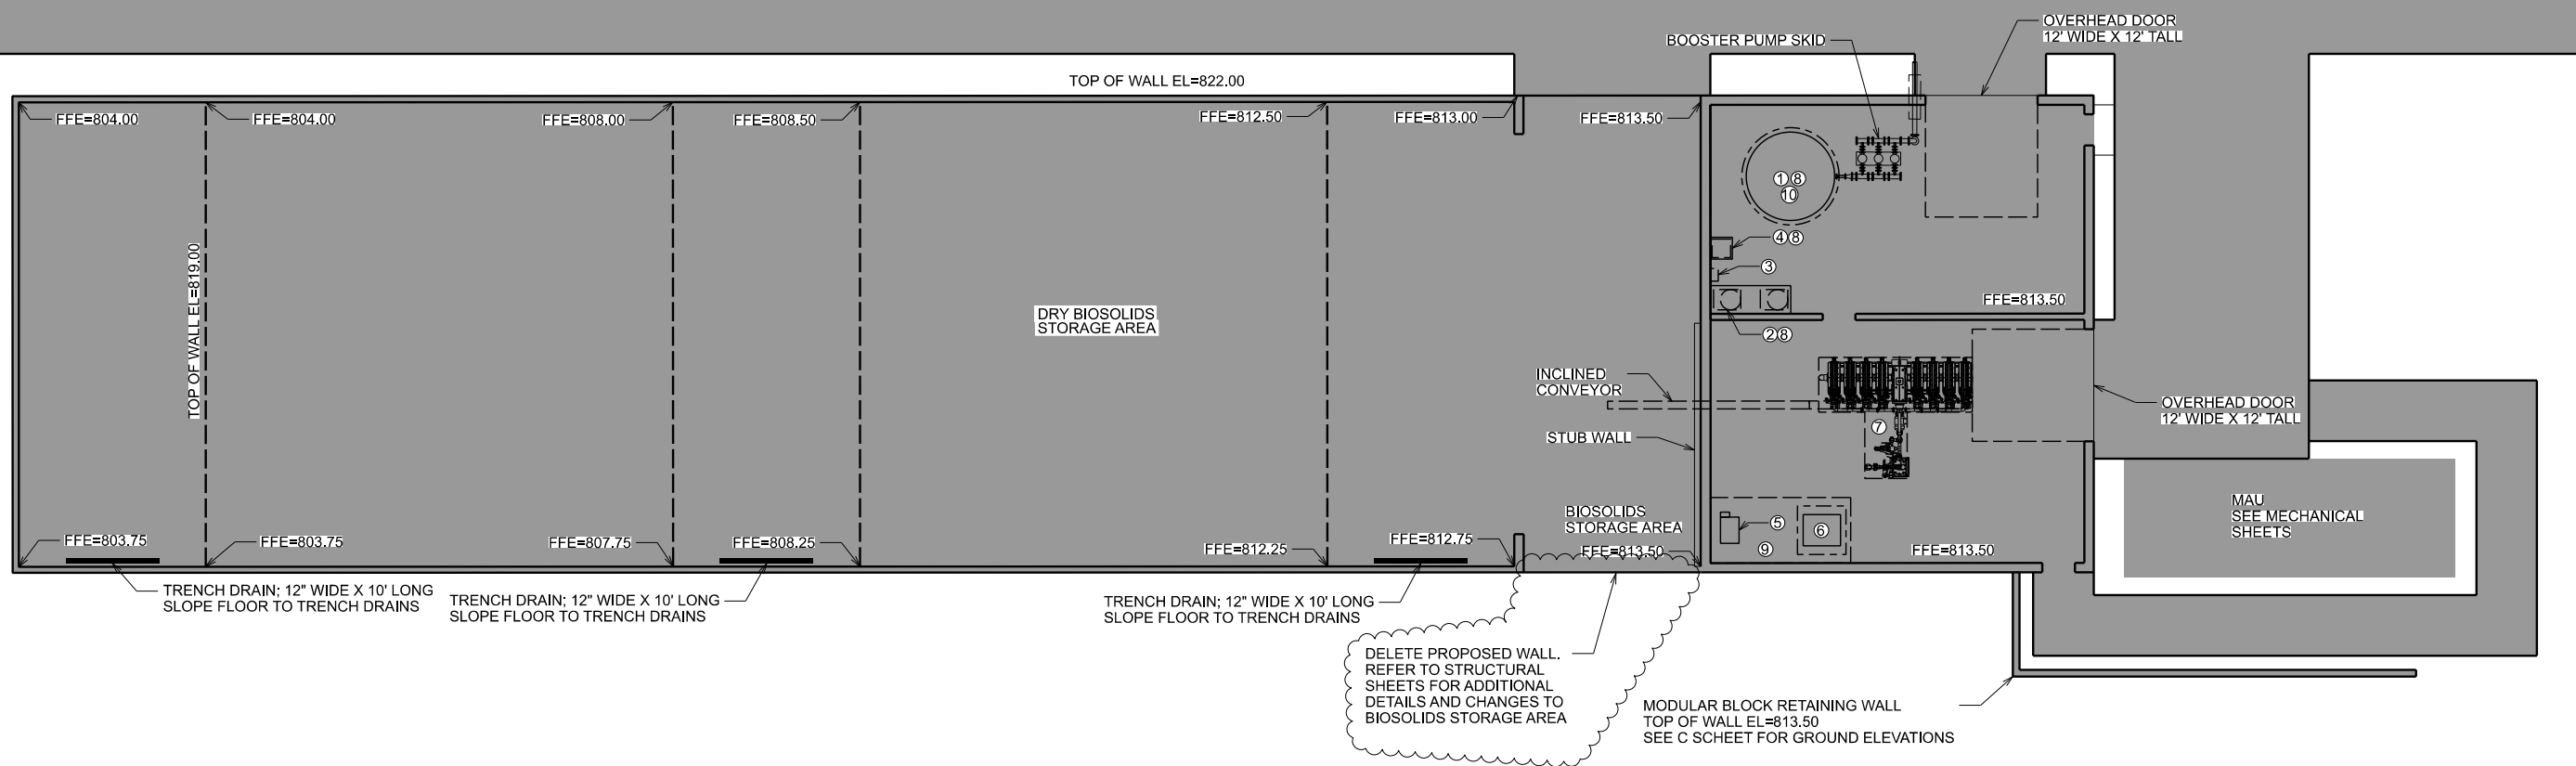 OVERHEAD DOOR
12' WIDE X 12' TALL
BOOSTER PUMP SKID
TOP OF WALL EL=822.00
FFE=804.00
FFE=804.00
FFE=808.00
FFE=808.50
FFE=812.50
FFE=813.00
FFE=813.50
1 8
10
4 8
3
2 8
FFE=813.50
TOP OF WALL EL=819.00
DRY BIOSOLIDS
STORAGE AREA
INCLINED
CONVEYOR
STUB WALL
7
OVERHEAD DOOR
12' WIDE X 12' TALL
MAU
SEE MECHANICAL
SHEETS
BIOSOLIDS
STORAGE AREA
FFE=813.50
5
6
9
FFE=813.50
FFE=803.75
FFE=803.75
FFE=807.75
FFE=808.25
FFE=812.25
FFE=812.75
TRENCH DRAIN; 12" WIDE X 10' LONG
SLOPE FLOOR TO TRENCH DRAINS
TRENCH DRAIN; 12" WIDE X 10' LONG
SLOPE FLOOR TO TRENCH DRAINS
TRENCH DRAIN; 12" WIDE X 10' LONG
SLOPE FLOOR TO TRENCH DRAINS
DELETE PROPOSED WALL.
REFER TO STRUCTURAL
SHEETS FOR ADDITIONAL
DETAILS AND CHANGES TO
BIOSOLIDS STORAGE AREA
MODULAR BLOCK RETAINING WALL
TOP OF WALL EL=813.50
SEE C SCHEET FOR GROUND ELEVATIONS